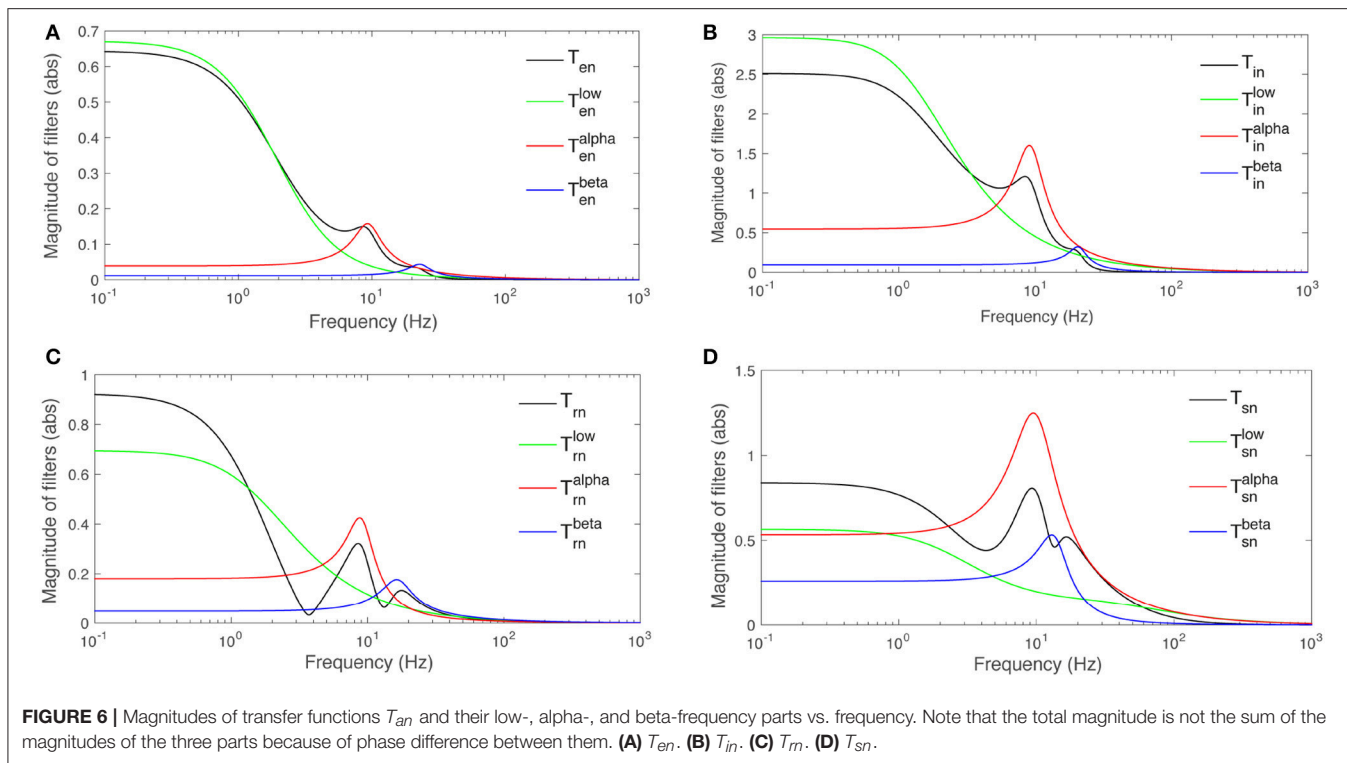 A
Magnitude of filters (abs)
0.7
0.6
0.5
0.4
0.3
0.2
0.1
0
10^-1
10^0
10^1
10^2
10^3
Frequency (Hz)
T_en
T_en^low
T_en^alpha
T_en^beta
B
Magnitude of filters (abs)
3
2.5
2
1.5
1
0.5
0
10^-1
10^0
10^1
10^2
10^3
Frequency (Hz)
T_in
T_in^low
T_in^alpha
T_in^beta
C
Magnitude of filters (abs)
1
0.8
0.6
0.4
0.2
0
10^-1
10^0
10^1
10^2
10^3
Frequency (Hz)
T_rn
T_rn^low
T_rn^alpha
T_rn^beta
D
Magnitude of filters (abs)
1.5
1
0.5
0
10^-1
10^0
10^1
10^2
10^3
Frequency (Hz)
T_sn
T_sn^low
T_sn^alpha
T_sn^beta
FIGURE 6 | Magnitudes of transfer functions T_an and their low-, alpha-, and beta-frequency parts vs. frequency. Note that the total magnitude is not the sum of the
magnitudes of the three parts because of phase difference between them. (A) T_en. (B) T_in. (C) T_rn. (D) T_sn.